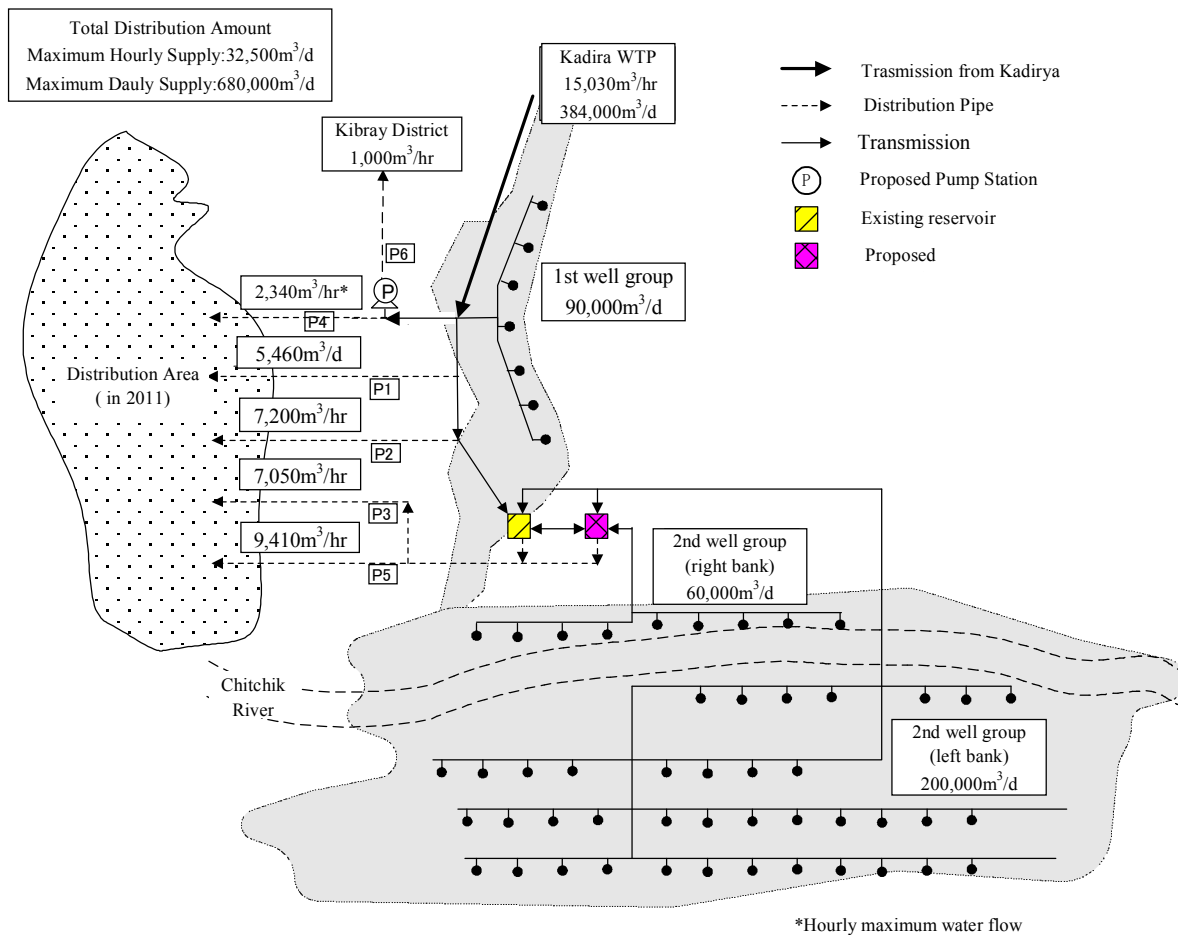 Total Distribution Amount
Maximum Hourly Supply:32,500m³/d
Maximum Dauly Supply:680,000m³/d
Kadira WTP
15,030m³/hr
384,000m³/d
Trasmission from Kadirya
Distribution Pipe
Transmission
P
Proposed Pump Station
Existing reservoir
Proposed
Kibray District
1,000m³/hr
P6
P
1st well group
90,000m³/d
2,340m³/hr*
P4
5,460m³/d
Distribution Area
( in 2011)
P1
7,200m³/hr
P2
7,050m³/hr
P3
9,410m³/hr
P5
2nd well group
(right bank)
60,000m³/d
Chitchik
River
2nd well group
(left bank)
200,000m³/d
*Hourly maximum water flow